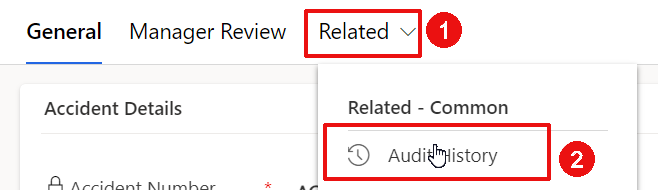 General Manager Review Related 1
Accident Details
Related - Common
Audit History 2
Accident Number *